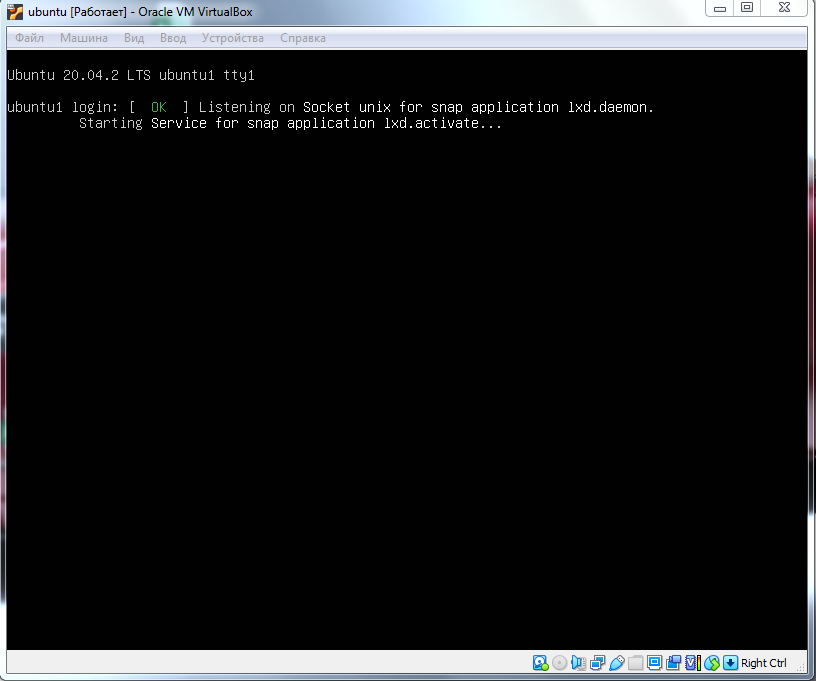 ubuntu [Работает] - Oracle VM VirtualBox
Файл Машина Вид Ввод Устройства Справка
Ubuntu 20.04.2 LTS ubuntu1 tty1
ubuntu1 login: [  OK  ] Listening on Socket unix for snap application lxd.daemon.
Starting Service for snap application lxd.activate...
Right Ctrl